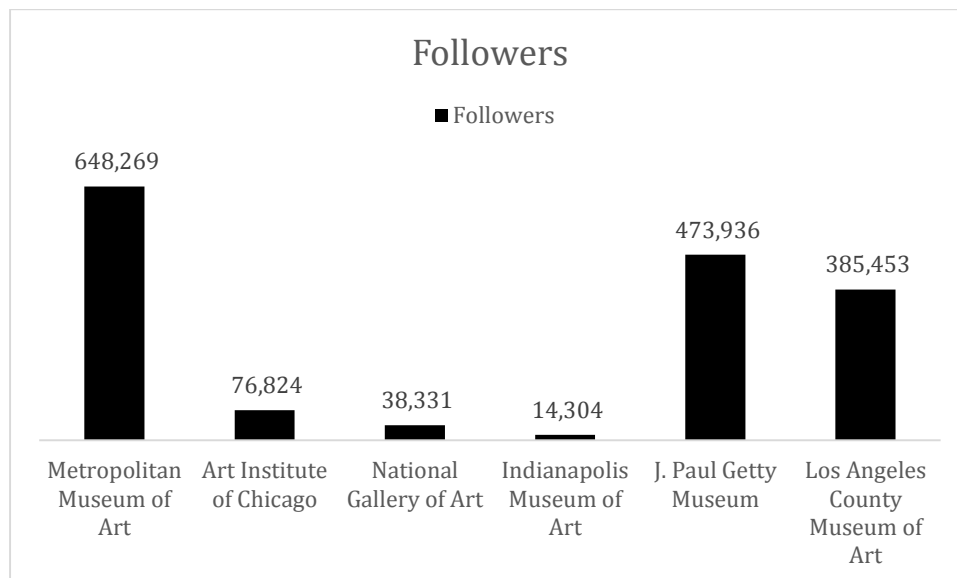 Followers
Followers
648,269
76,824
38,331
14,304
473,936
385,453
Metropolitan
Museum of
Art
Art Institute
of Chicago
National
Gallery of Art
Indianapolis
Museum of
Art
J. Paul Getty
Museum
Los Angeles
County
Museum of
Art